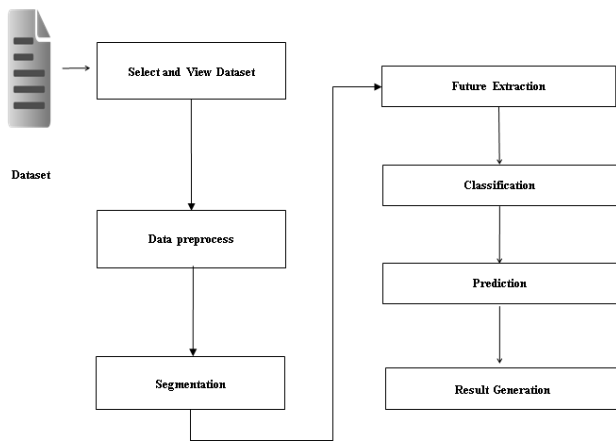 Dataset
Select and View Dataset
Data preprocess
Segmentation
Future Extraction
Classification
Prediction
Result Generation